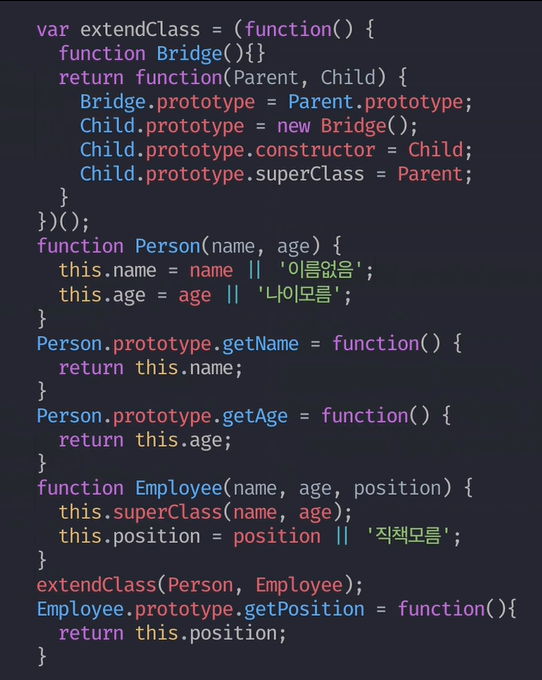 var extendClass = (function() {
  function Bridge(){}
  return function(Parent, Child) {
    Bridge.prototype = Parent.prototype;
    Child.prototype = new Bridge();
    Child.prototype.constructor = Child;
    Child.prototype.superClass = Parent;
  }
})();
function Person(name, age) {
  this.name = name || '이름없음';
  this.age = age || '나이모름';
}
Person.prototype.getName = function() {
  return this.name;
}
Person.prototype.getAge = function() {
  return this.age;
}
function Employee(name, age, position) {
  this.superClass(name, age);
  this.position = position || '직책모름';
}
extendClass(Person, Employee);
Employee.prototype.getPosition = function(){
  return this.position;
}